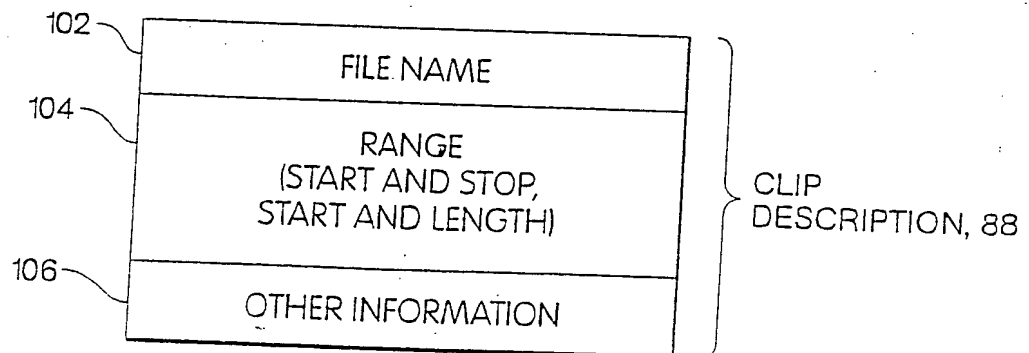 102
FILE NAME
104
RANGE
(START AND STOP,
START AND LENGTH)
CLIP
DESCRIPTION, 88
106
OTHER INFORMATION